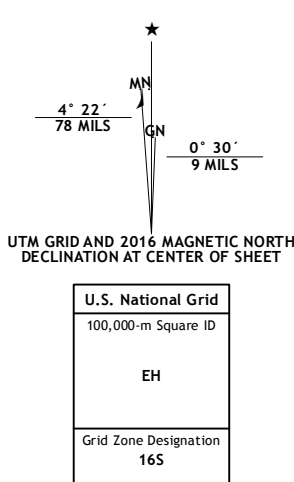 ★
MN
4° 22´
78 MILS
GN
0° 30´
9 MILS
UTM GRID AND 2016 MAGNETIC NORTH
DECLINATION AT CENTER OF SHEET
U.S. National Grid
100,000-m Square ID
EH
Grid Zone Designation
16S